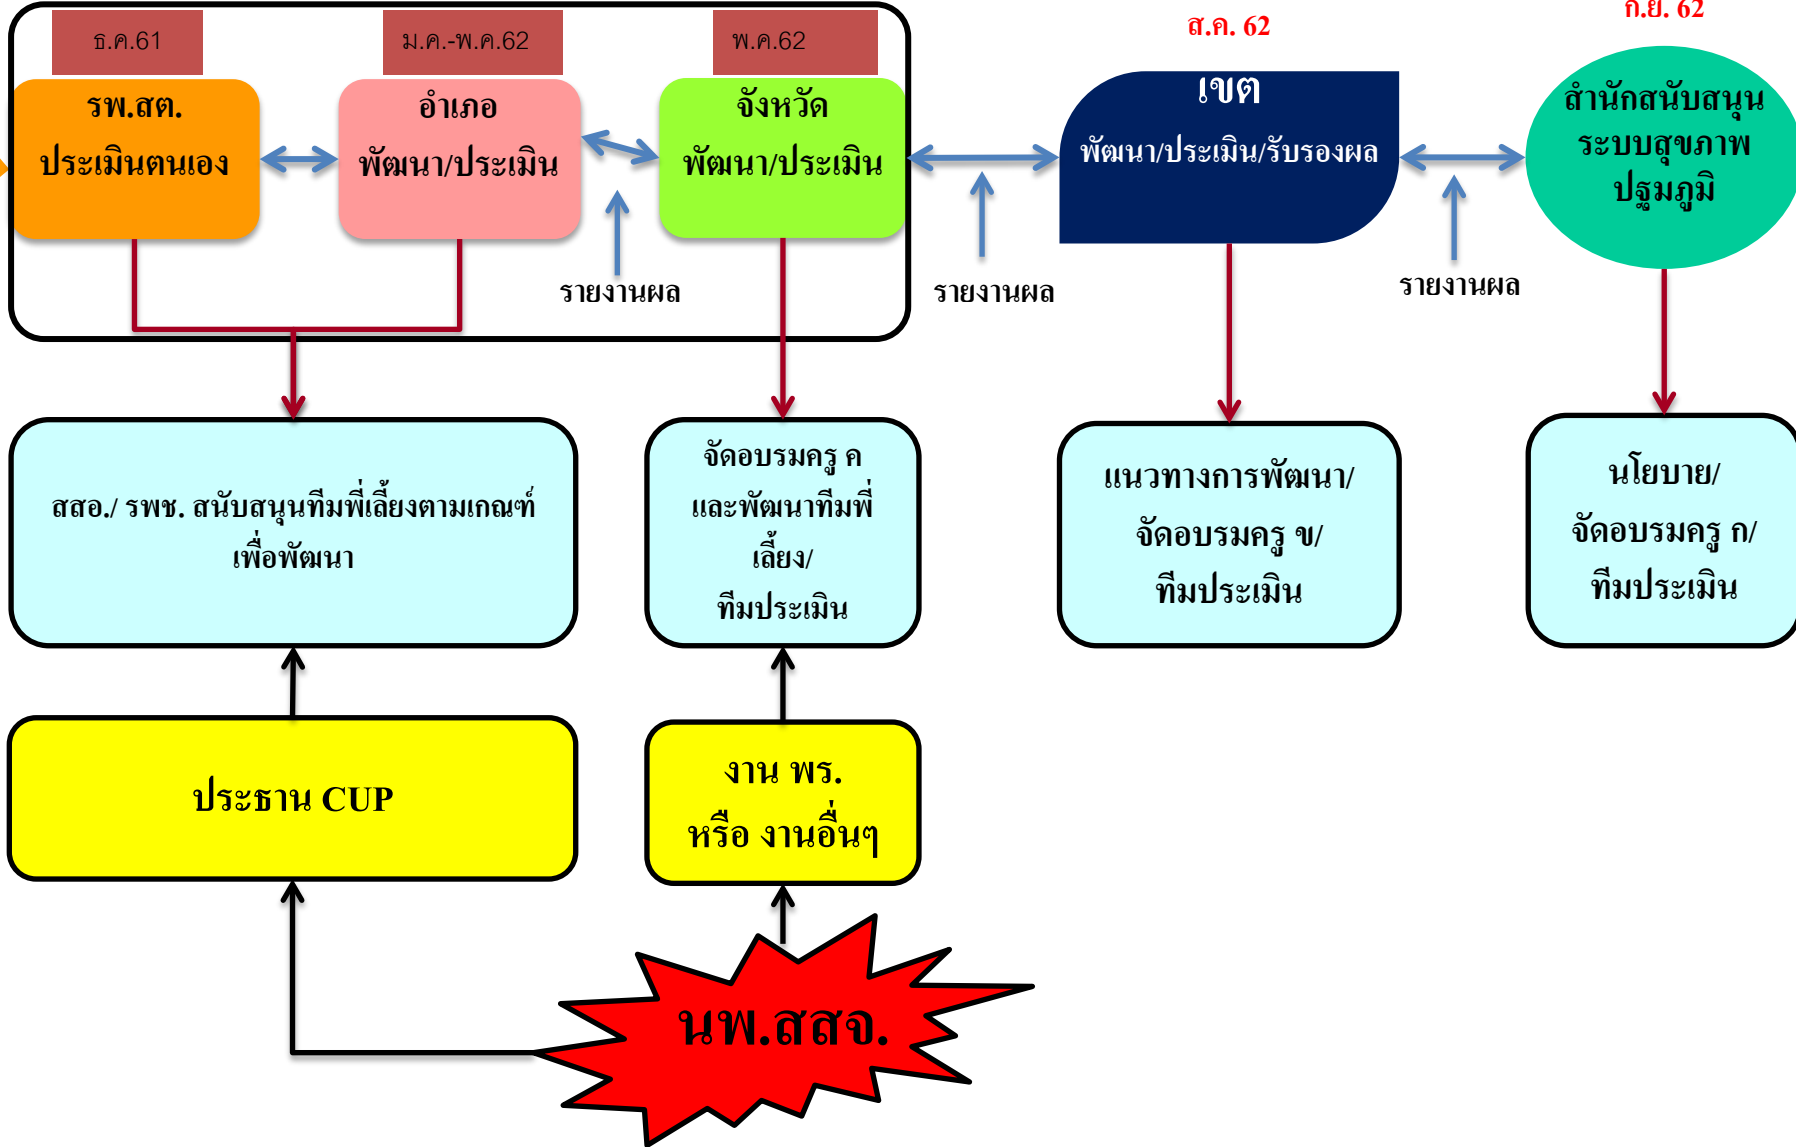 ธ.ค.61
ม.ค.-พ.ค.62
พ.ค.62
ส.ค. 62
ก.ย. 62
รพ.สต.
ประเมินตนเอง
อำเภอ
พัฒนา/ประเมิน
จังหวัด
พัฒนา/ประเมิน
เขต
พัฒนา/ประเมิน/รับรองผล
สำนักสนับสนุน
ระบบสุขภาพ
ปฐมภูมิ
รายงานผล
รายงานผล
รายงานผล
สสอ./ รพช. สนับสนุนทีมพี่เลี้ยงตามเกณฑ์
เพื่อพัฒนา
จัดอบรมครู ค
และพัฒนาทีมพี่
เลี้ยง/
ทีมประเมิน
แนวทางการพัฒนา/
จัดอบรมครู ข/
ทีมประเมิน
นโยบาย/
จัดอบรมครู ก/
ทีมประเมิน
ประธาน CUP
งาน พร.
หรือ งานอื่นๆ
นพ.สสจ.